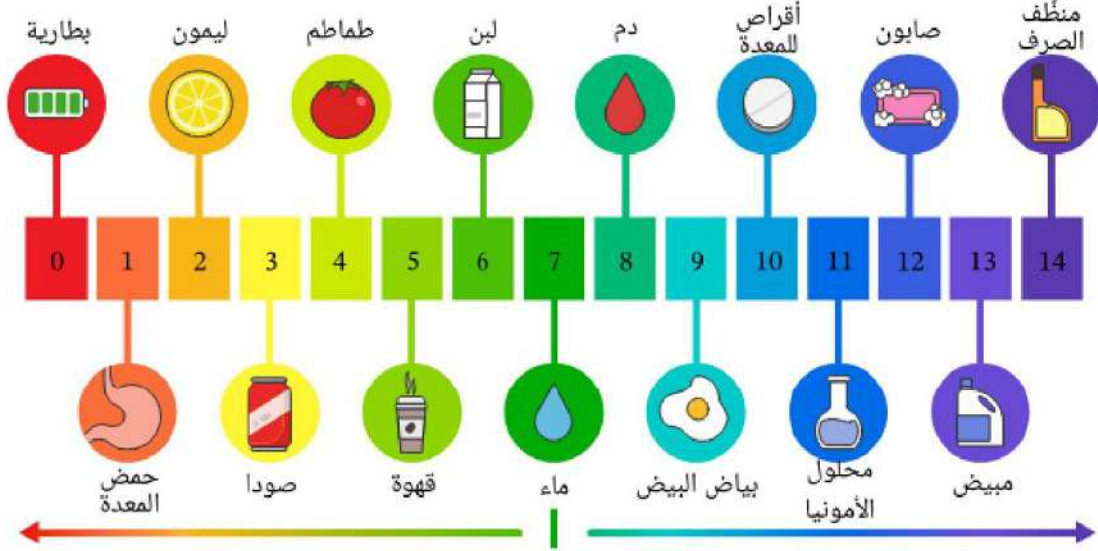 بطارية
ليمون
طماطم
لبن
دم
أقراص
للمعدة
صابون
منظّف
الصرف
0 1 2 3 4 5 6 7 8 9 10 11 12 13 14
حمض
المعدة
صودا
قهوة
ماء
بياض البيض
محلول
الأمونيا
مبيض